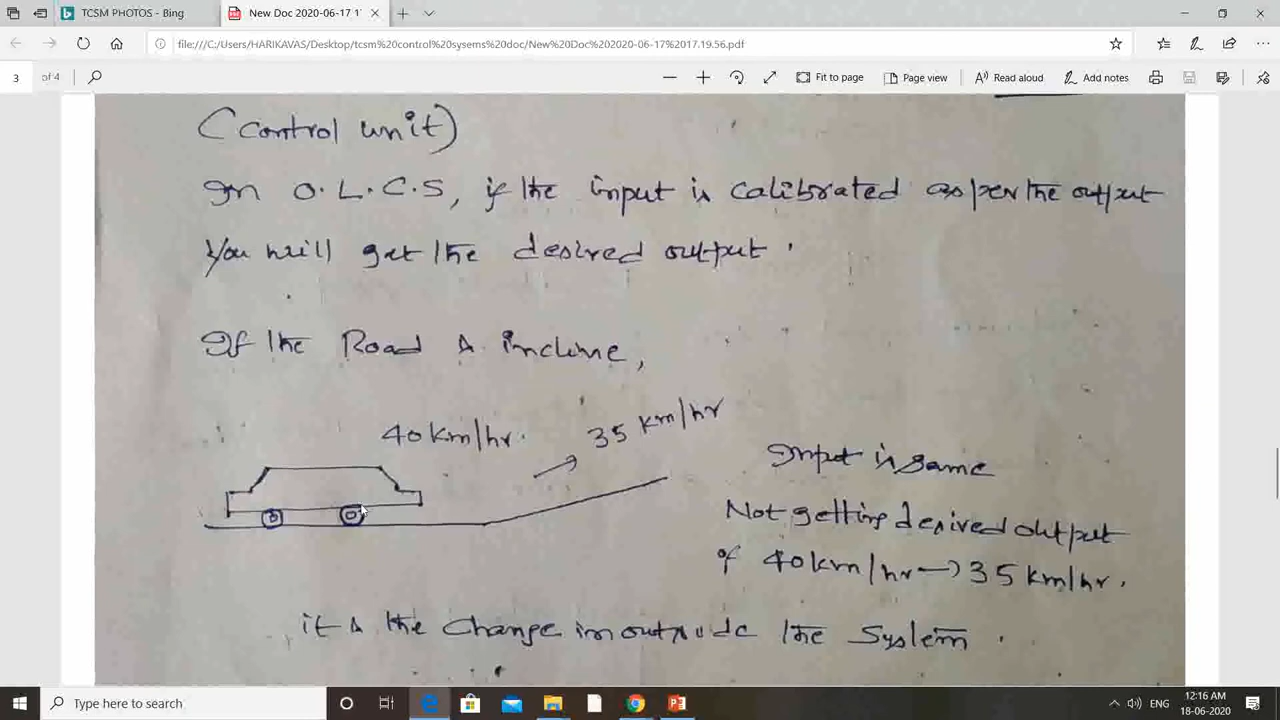 TCSM PHOTOS - Bing
New Doc 2020-06-17 1
file:///C:/Users/HARIKAVAS/Desktop/tcsm%20control%20sysems%20doc/New%20Doc%202020-06-17%2017.19.56.pdf
3 of 4
Fit to page
Page view
Read aloud
Add notes
(Control unit)
In O.L.C.S, if the input is calibrated as per the output
You will get the desired output.
If the Road is incline,
40km/hr.
35 km/hr
Input is same
Not getting desired output
of 40km/hr → 35 km/hr.
it is the change in outside the System.
Type here to search
ENG
12:16 AM
18-06-2020